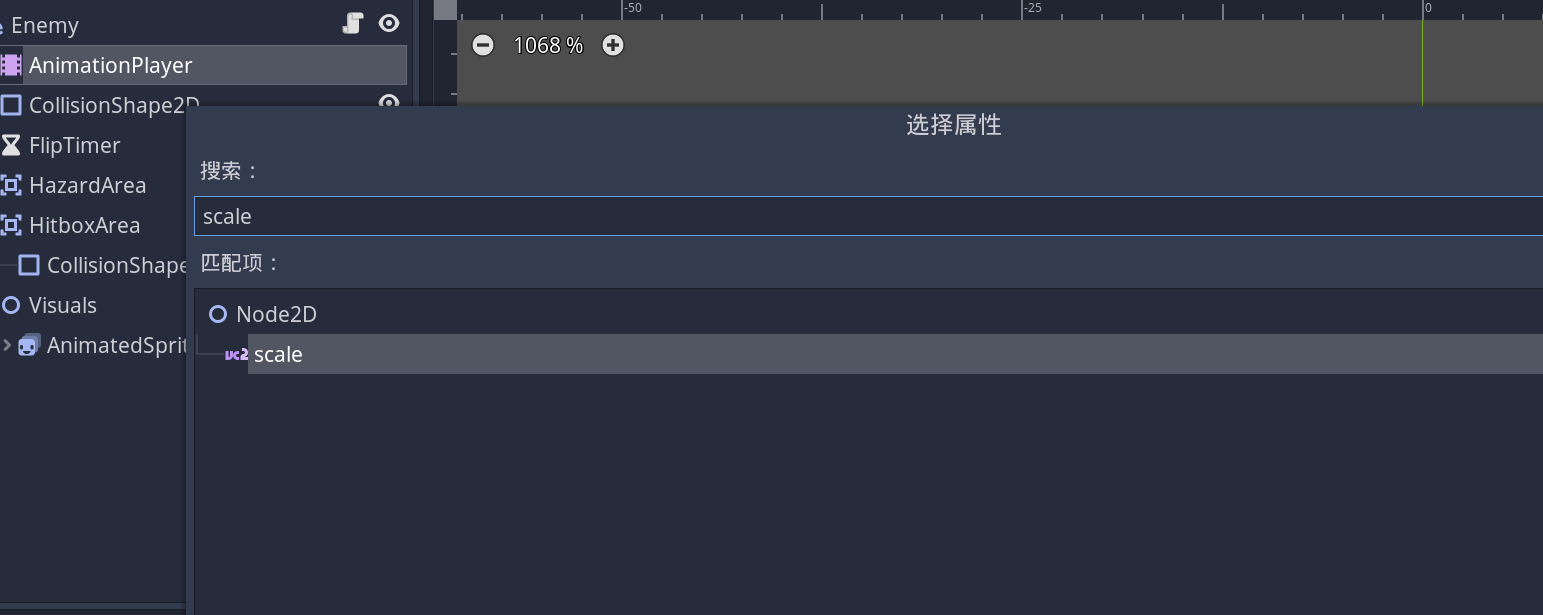 Enemy
AnimationPlayer
CollisionShape2D
FlipTimer
HazardArea
HitboxArea
CollisionShape
Visuals
AnimatedSprit
-50
-25
0
1068 %
选择属性
搜索：
scale
匹配项：
Node2D
scale